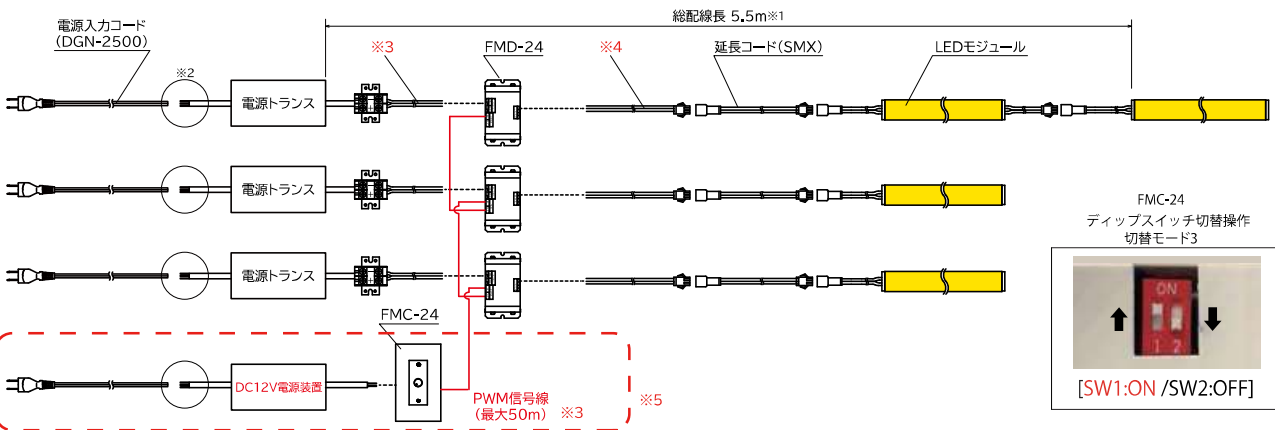 総配線長 5.5m※1
電源入力コード
(DGN-2500)
※3
FMD-24
※4
延長コード(SMX)
LEDモジュール
※2
電源トランス
電源トランス
電源トランス
FMC-24
ディップスイッチ切替操作
切替モード3
ON
1 2
[SW1:ON /SW2:OFF]
FMC-24
DC12V電源装置
PWM信号線
(最大50m) ※3
※5